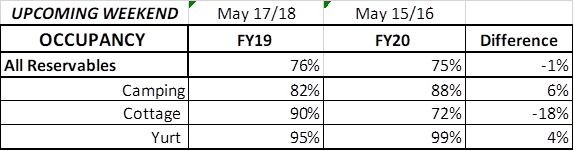 UPCOMING WEEKEND May 17/18 May 15/16
OCCUPANCY FY19 FY20 Difference
All Reservables 76% 75% -1%
Camping 82% 88% 6%
Cottage 90% 72% -18%
Yurt 95% 99% 4%